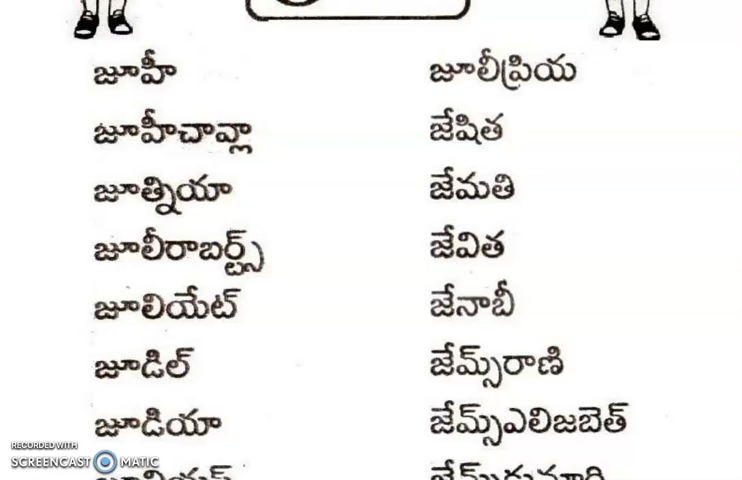 జూహీ
జూహీచావ్లా
జూత్నియా
జూలీరాబర్ట్స్
జూలియేట్
జూడిల్
జూడియా
జూలీప్రియ
జేషిత
జేమతి
జేవిత
జేనాబీ
జేమ్స్‌రాణి
జేమ్స్‌ఎలిజబెత్
RECORDED WITH
SCREENCAST MATIC